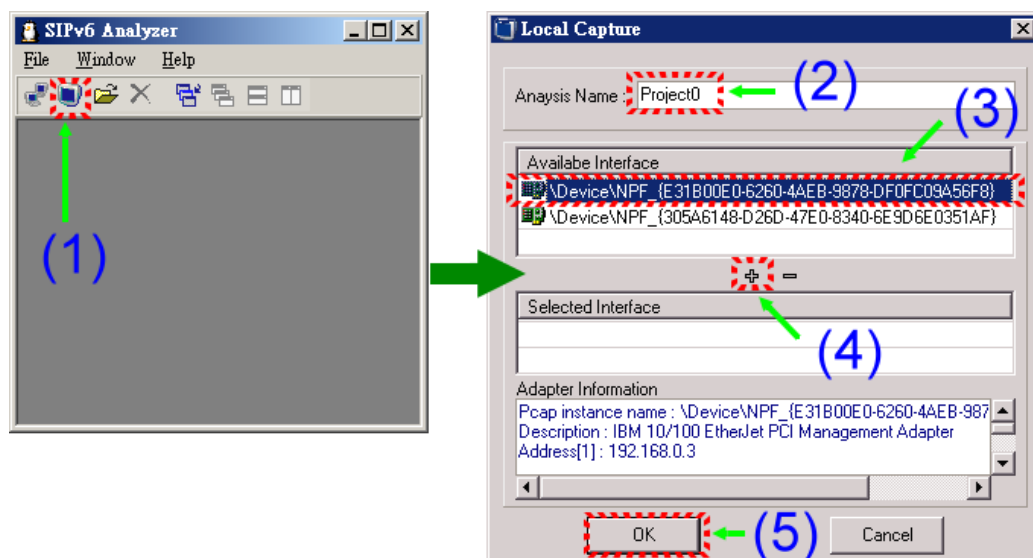 SIPv6 Analyzer
File Window Help
(1)
Local Capture
Anaysis Name : Project0
(2)
(3)
Availabe Interface
\Device\NPF_{E31B00E0-6260-4AEB-9878-DF0FC09A56F8}
\Device\NPF_{305A6148-D26D-47E0-8340-6E9D6E0351AF}
(4)
Selected Interface
Adapter Information
Pcap instance name : \Device\NPF_{E31B00E0-6260-4AEB-987
Description : IBM 10/100 EtherJet PCI Management Adapter
Address[1] : 192.168.0.3
OK
(5)
Cancel